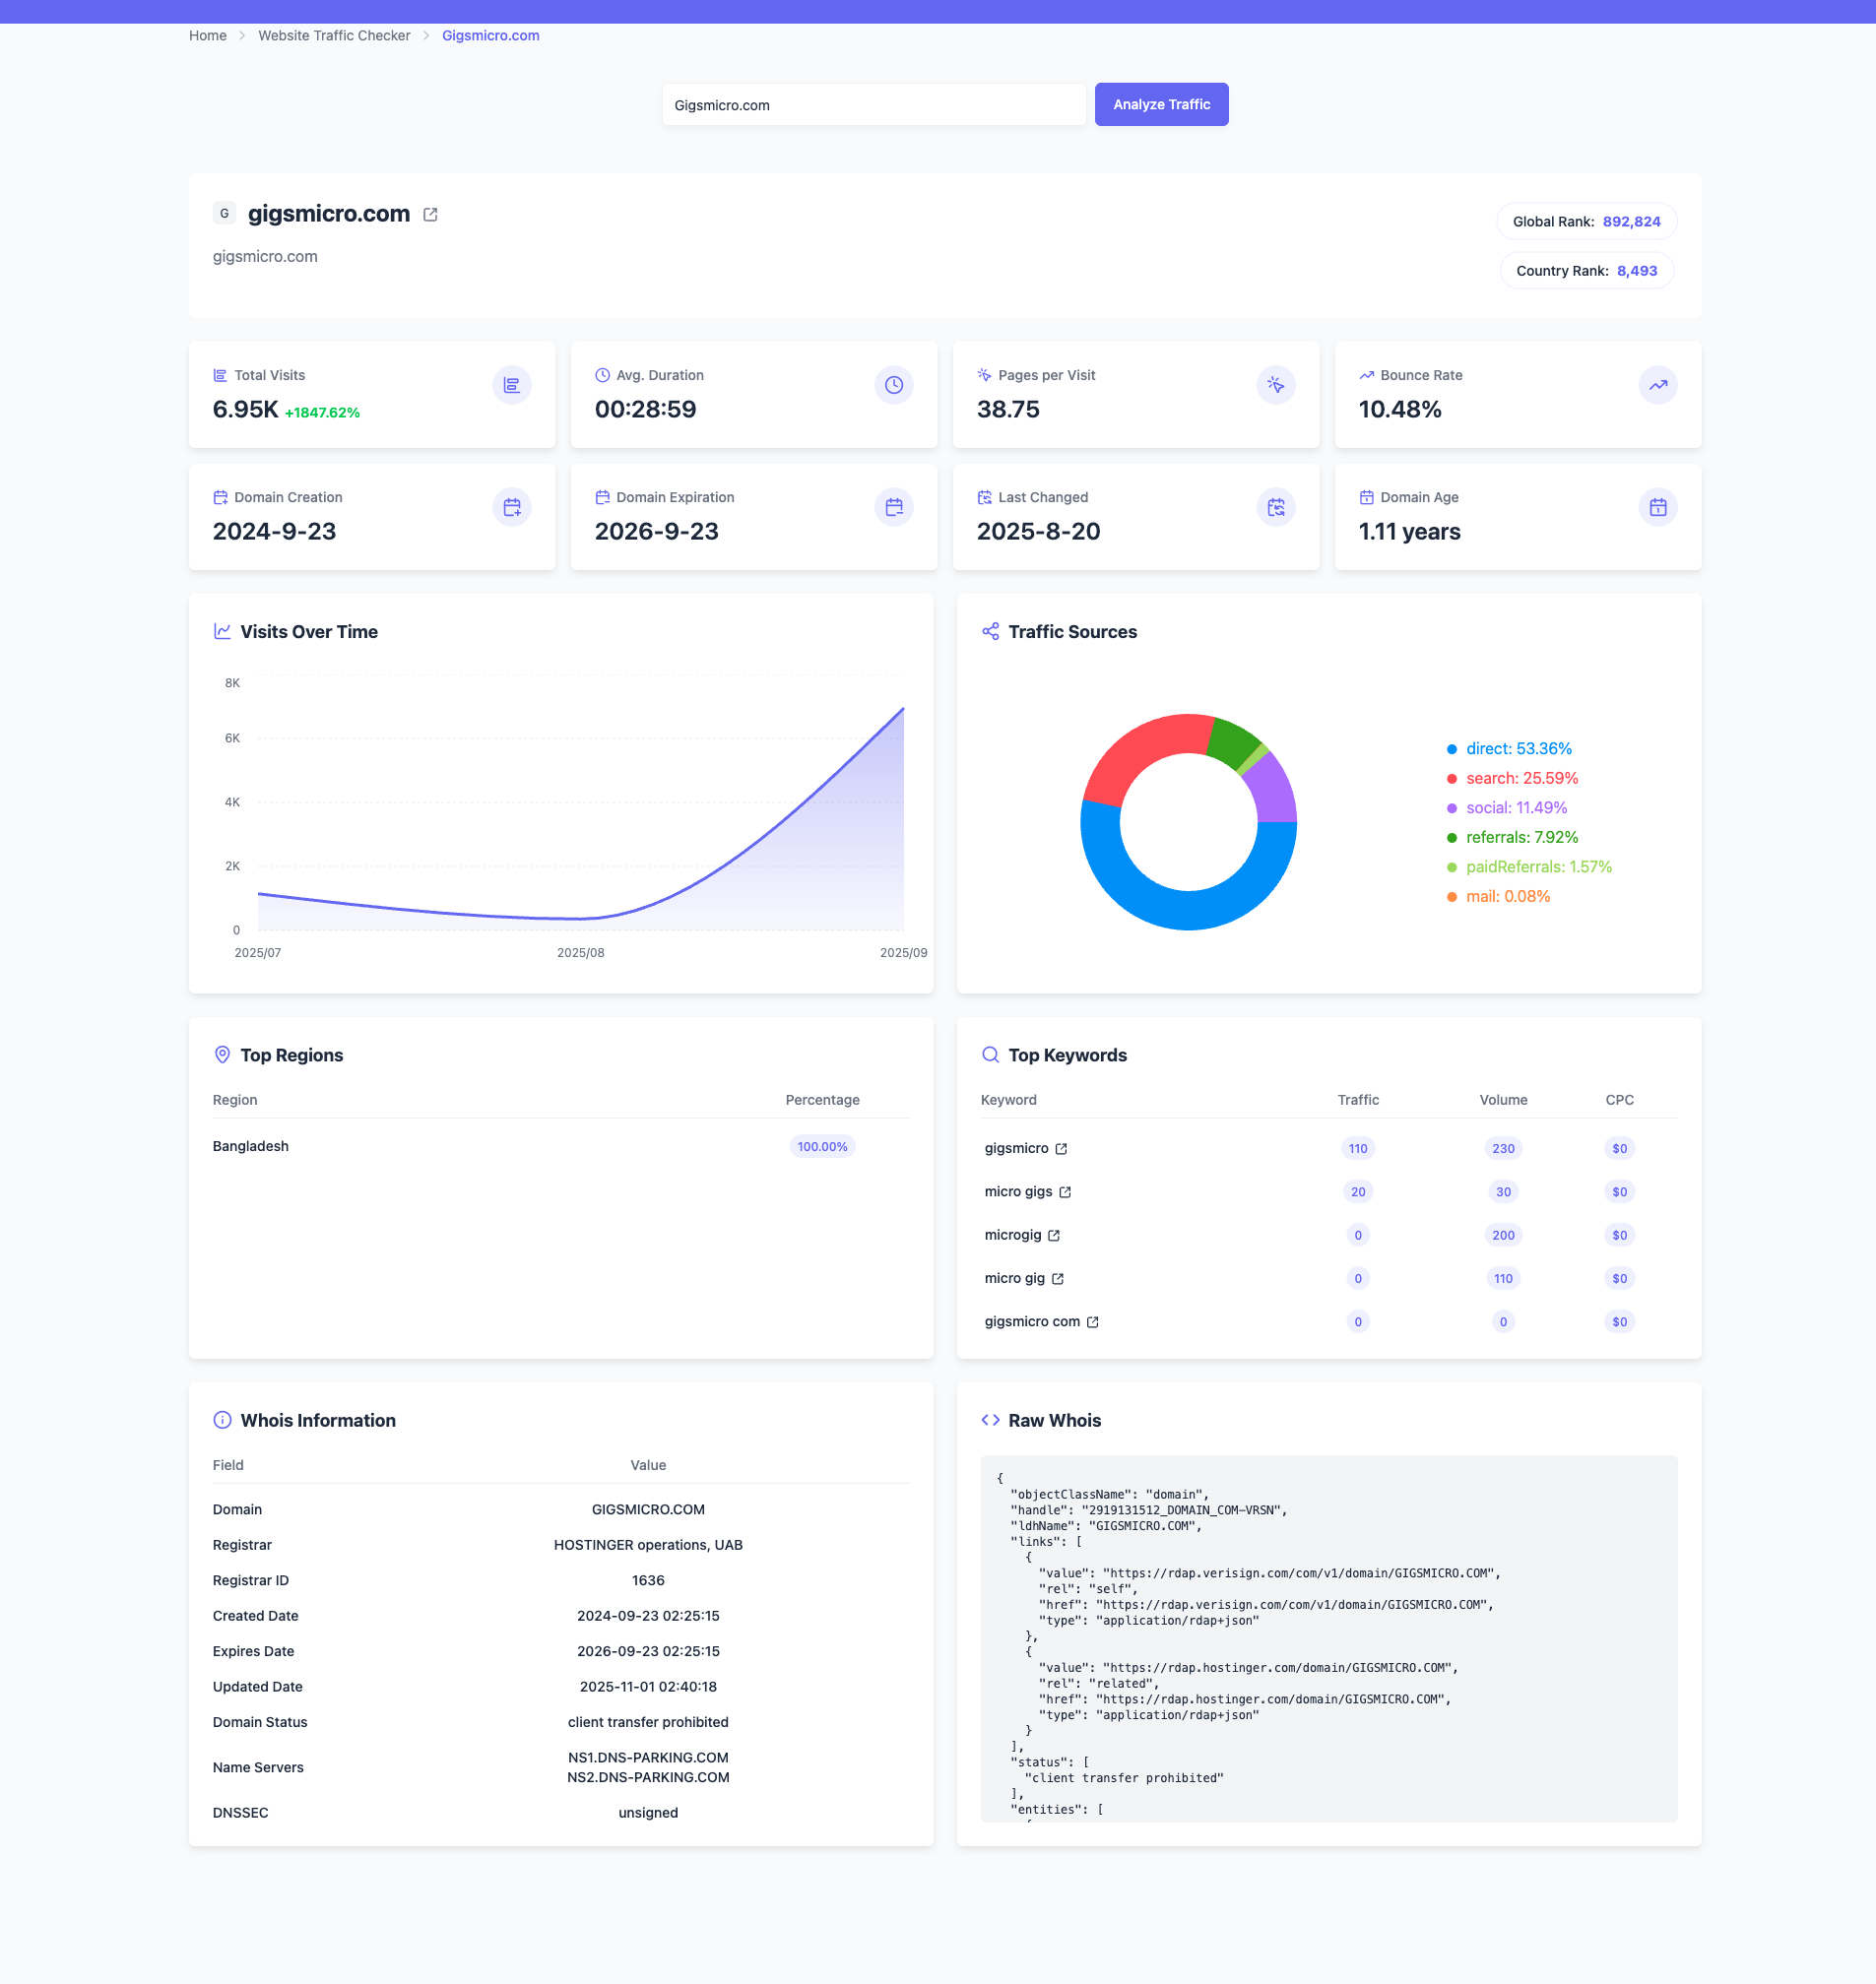 Home > Website Traffic Checker > Gigsmicro.com
Gigsmicro.com
Analyze Traffic
G gigsmicro.com
gigsmicro.com
Global Rank: 892,824
Country Rank: 8,493
Total Visits
6.95K +1847.62%
Avg. Duration
00:28:59
Pages per Visit
38.75
Bounce Rate
10.48%
Domain Creation
2024-9-23
Domain Expiration
2026-9-23
Last Changed
2025-8-20
Domain Age
1.11 years
Visits Over Time
8K
6K
4K
2K
0
2025/07 2025/08 2025/09
Traffic Sources
direct: 53.36%
search: 25.59%
social: 11.49%
referrals: 7.92%
paidReferrals: 1.57%
mail: 0.08%
Top Regions
Region Percentage
Bangladesh 100.00%
Top Keywords
Keyword Traffic Volume CPC
gigsmicro 110 230 $0
micro gigs 20 30 $0
microgig 0 200 $0
micro gig 0 110 $0
gigsmicro com 0 0 $0
Whois Information
Field Value
Domain GIGSMICRO.COM
Registrar HOSTINGER operations, UAB
Registrar ID 1636
Created Date 2024-09-23 02:25:15
Expires Date 2026-09-23 02:25:15
Updated Date 2025-11-01 02:40:18
Domain Status client transfer prohibited
Name Servers NS1.DNS-PARKING.COM
NS2.DNS-PARKING.COM
DNSSEC unsigned
Raw Whois
{
"objectClassName": "domain",
"handle": "2919131512_DOMAIN_COM-VRSN",
"ldhName": "GIGSMICRO.COM",
"links": [
{
"value": "https://rdap.verisign.com/com/v1/domain/GIGSMICRO.COM",
"rel": "self",
"href": "https://rdap.verisign.com/com/v1/domain/GIGSMICRO.COM",
"type": "application/rdap+json"
},
{
"value": "https://rdap.hostinger.com/domain/GIGSMICRO.COM",
"rel": "related",
"href": "https://rdap.hostinger.com/domain/GIGSMICRO.COM",
"type": "application/rdap+json"
}
],
"status": [
"client transfer prohibited"
],
"entities": [